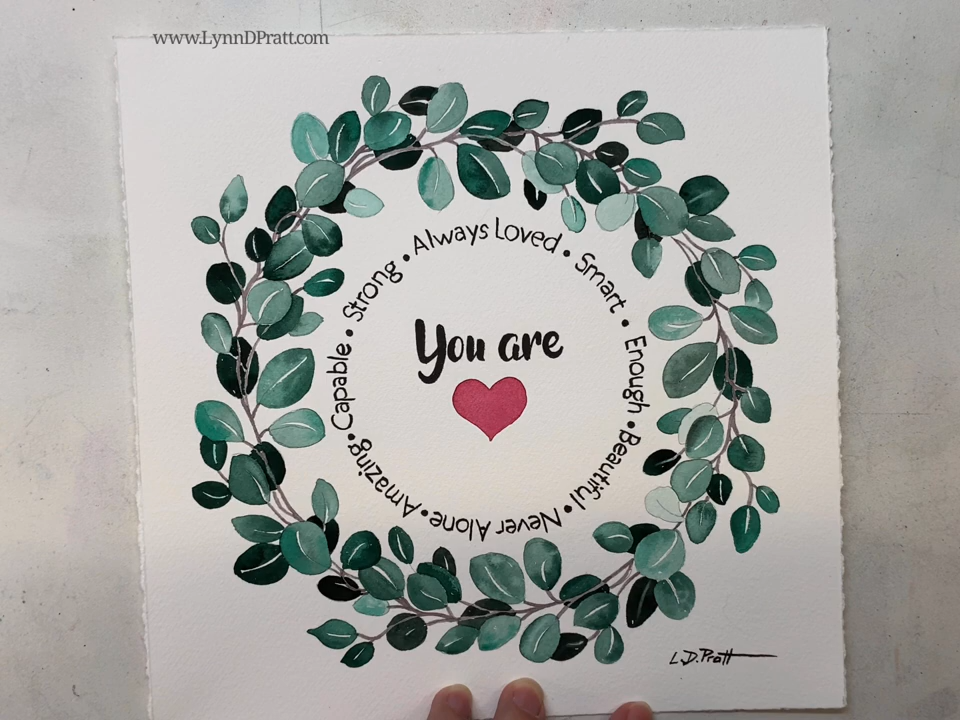 www.LynnDPratt.com
Always Loved • Smart • Enough • Beautiful • Never Alone • Amazing • Capable • Strong •
You are
L.D.Pratt